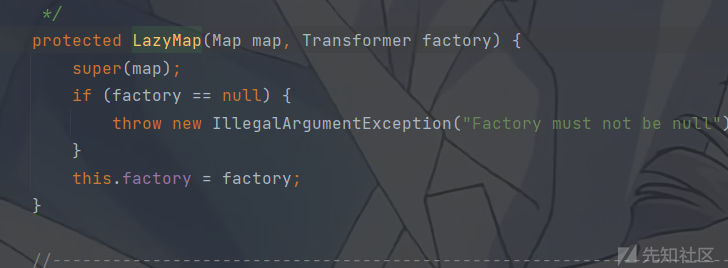 */
protected LazyMap(Map map, Transformer factory) {
super(map);
if (factory == null) {
throw new IllegalArgumentException("Factory must not be null")
}
this.factory = factory;
}
//-----------------------------------------------------------------------
先知社区